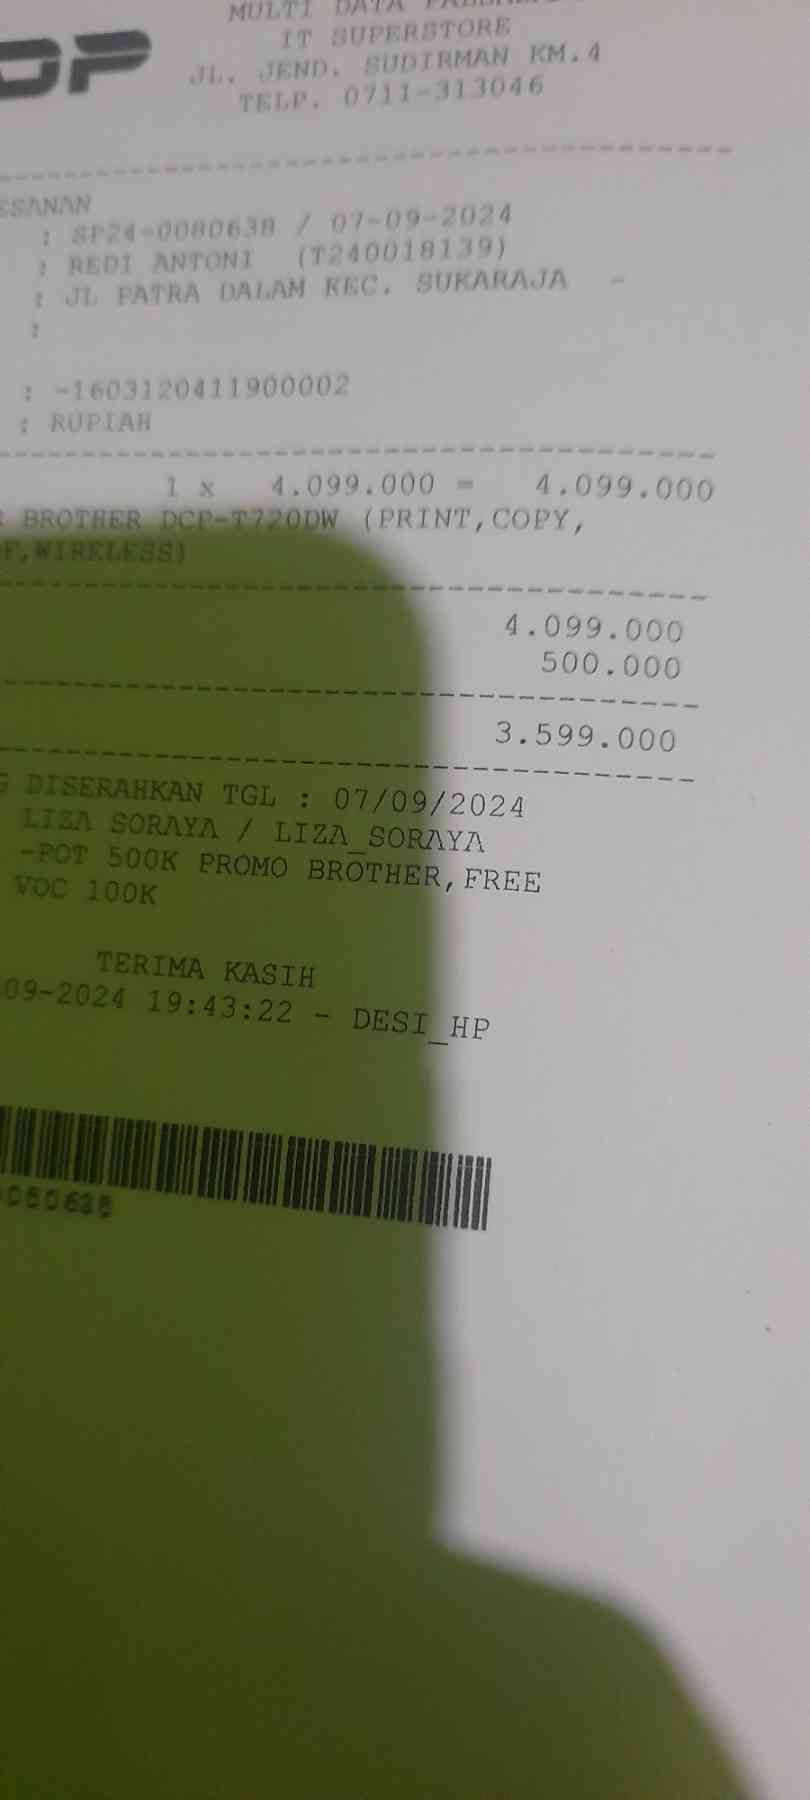 OP
MULTI DATA
IT SUPERSTORE
JL. JEND. SUDIRMAN KM.4
TELP. 0711-313046
SANAN
: SP24-0080638 / 07-09-2024
: REDI ANTONI (T240018139)
: JL PATRA DALAM KEC. SUKARAJA -
:
: -1603120411900002
: RUPIAH
1 x 4.099.000 = 4.099.000
BROTHER DCP-T720DW (PRINT,COPY,
F,WIRELESS)
4.099.000
500.000
3.599.000
G DISERAHKAN TGL : 07/09/2024
LIZA SORAYA / LIZA_SORAYA
-POT 500K PROMO BROTHER,FREE
VOC 100K
TERIMA KASIH
09-2024 19:43:22 - DESI_HP
080638